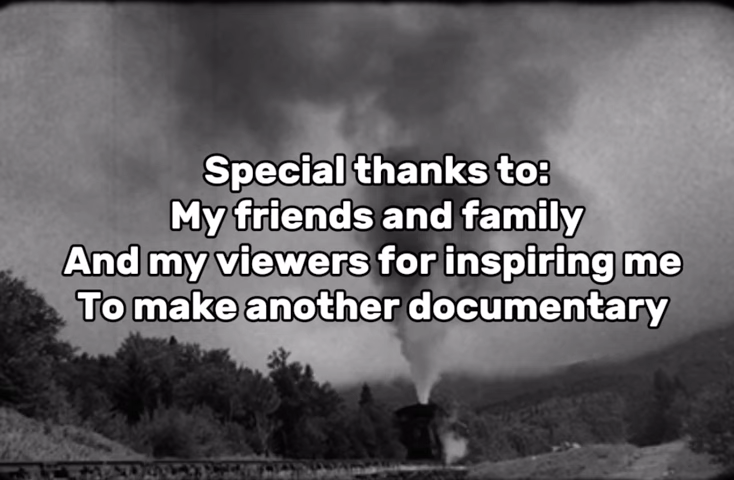 Special thanks to:
My friends and family
And my viewers for inspiring me
To make another documentary